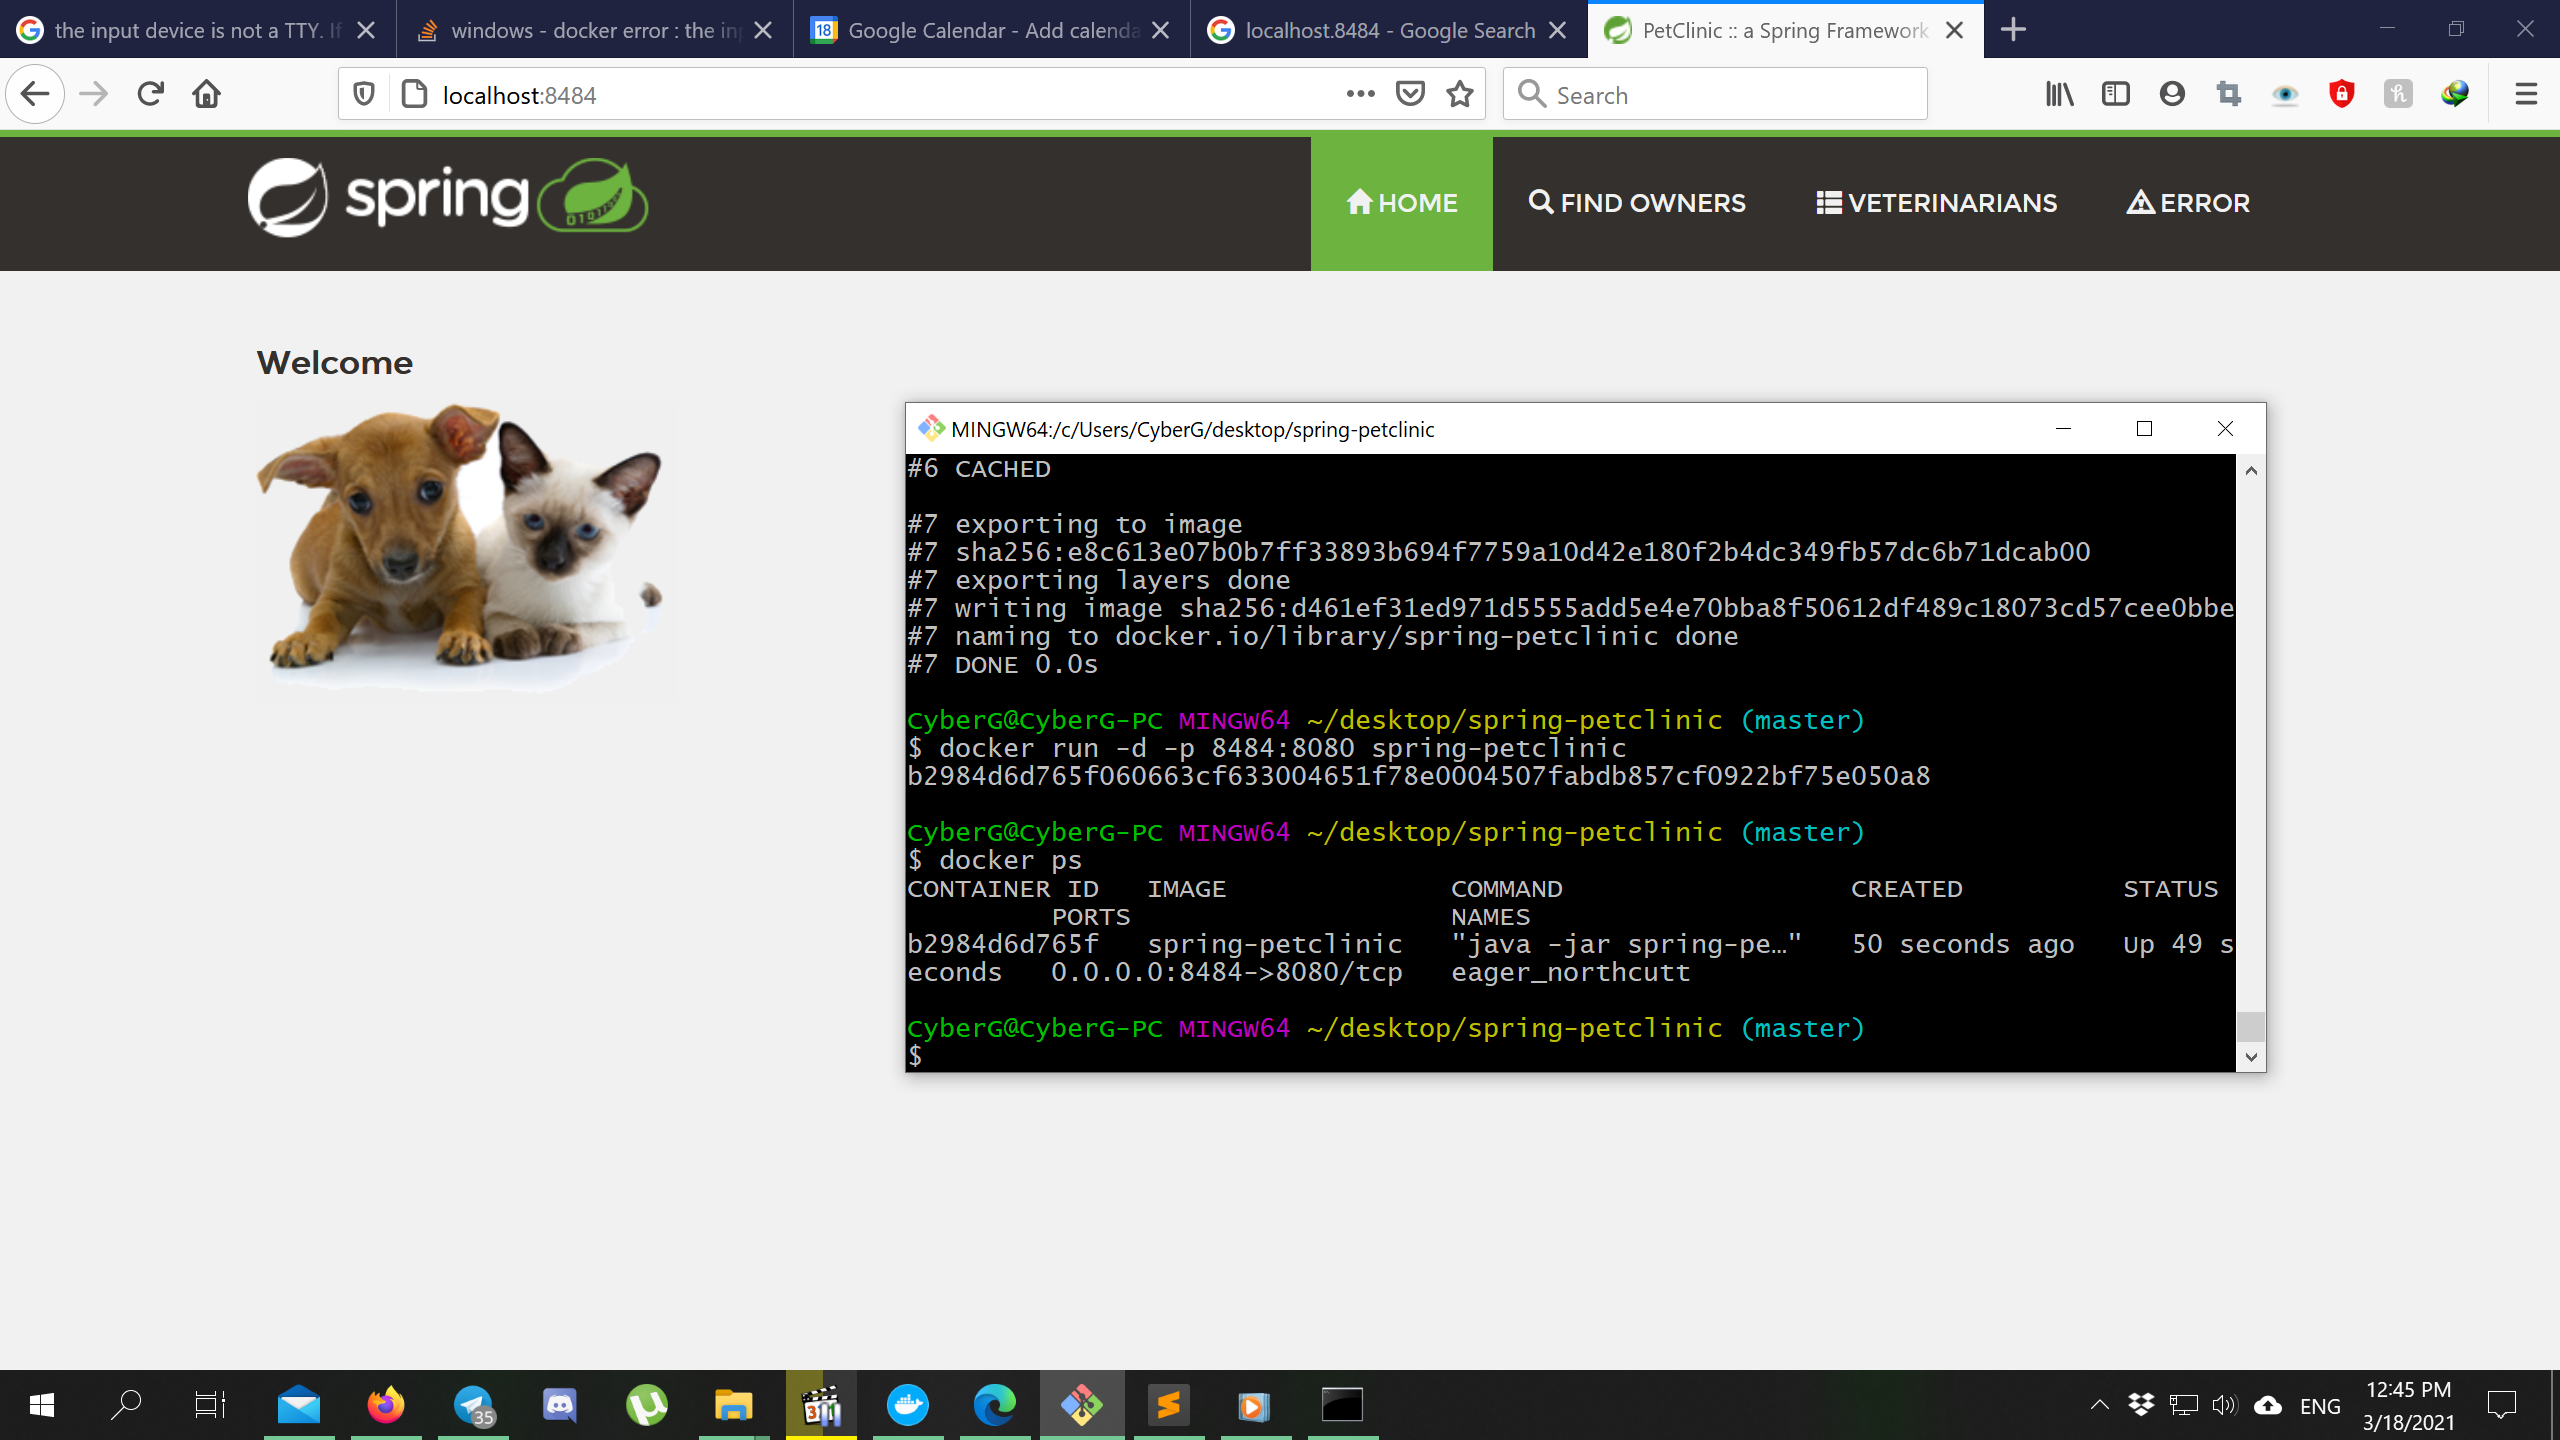 the input device is not a TTY. If
windows - docker error : the inp
Google Calendar - Add calenda
localhost.8484 - Google Search
PetClinic :: a Spring Framework
localhost:8484
Search
spring
HOME
FIND OWNERS
VETERINARIANS
ERROR
Welcome
MINGW64:/c/Users/CyberG/desktop/spring-petclinic
#6 CACHED
#7 exporting to image
#7 sha256:e8c613e07b0b7ff33893b694f7759a10d42e180f2b4dc349fb57dc6b71dcab00
#7 exporting layers done
#7 writing image sha256:d461ef31ed971d5555add5e4e70bba8f50612df489c18073cd57cee0bbe
#7 naming to docker.io/library/spring-petclinic done
#7 DONE 0.0s
CyberG@CyberG-PC MINGW64 ~/desktop/spring-petclinic (master)
$ docker run -d -p 8484:8080 spring-petclinic
b2984d6d765f060663cf633004651f78e0004507fabdb857cf0922bf75e050a8
CyberG@CyberG-PC MINGW64 ~/desktop/spring-petclinic (master)
$ docker ps
CONTAINER ID   IMAGE              COMMAND                  CREATED          STATUS
PORTS                    NAMES
b2984d6d765f   spring-petclinic   "java -jar spring-pe…"   50 seconds ago   Up 49 s
econds   0.0.0.0:8484->8080/tcp   eager_northcutt
CyberG@CyberG-PC MINGW64 ~/desktop/spring-petclinic (master)
$
35
ENG
12:45 PM
3/18/2021